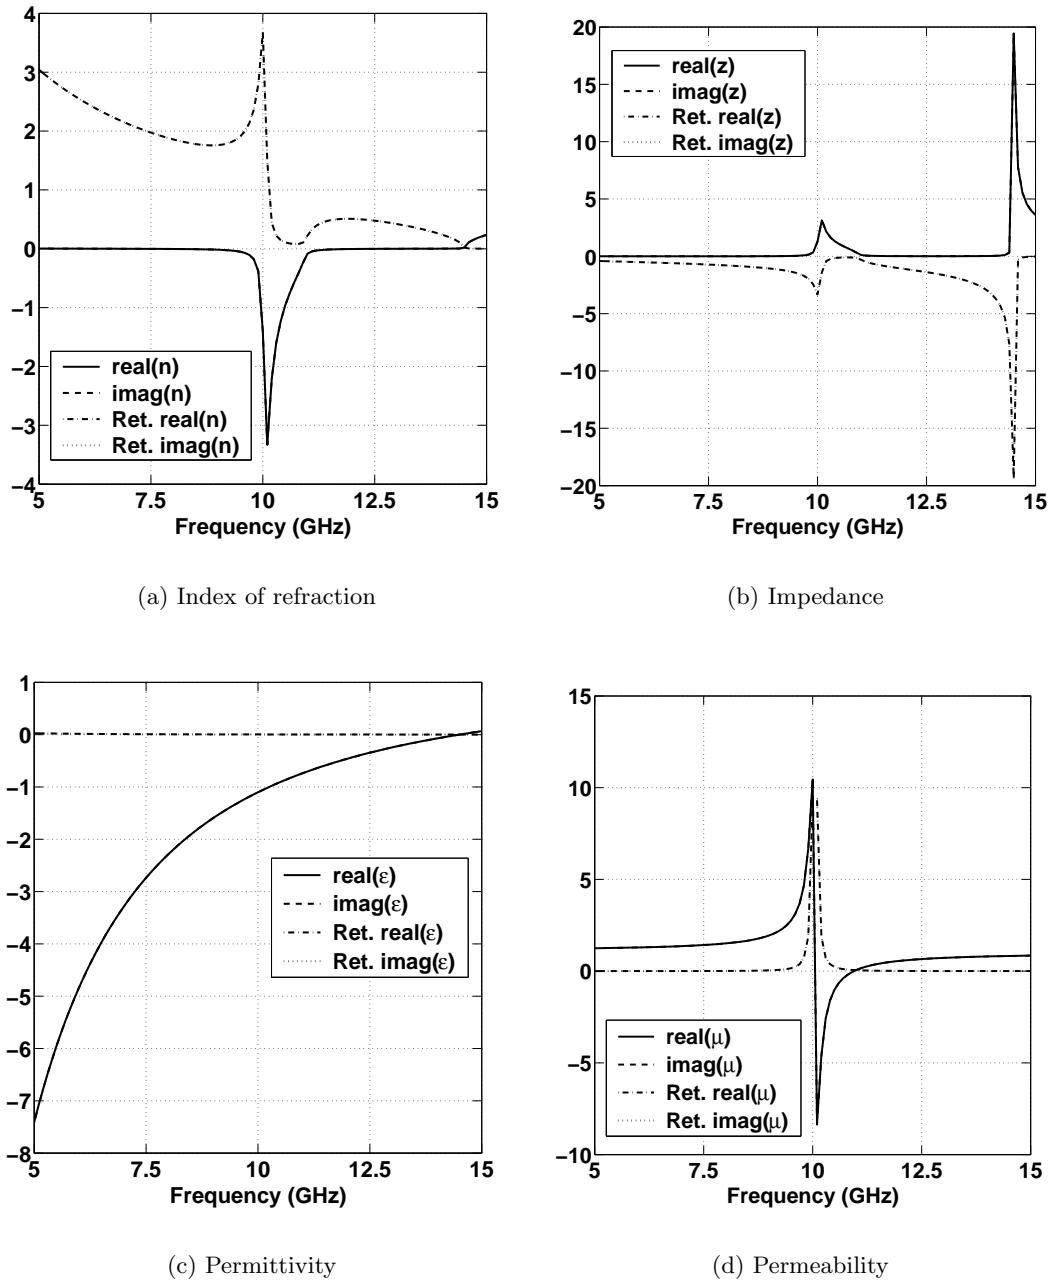 4
3
2
1
0
−1
−2
−3
−4
real(n)
imag(n)
Ret. real(n)
Ret. imag(n)
5 7.5 10 12.5 15
Frequency (GHz)
(a) Index of refraction
20
15
10
5
0
−5
−10
−15
−20
real(z)
imag(z)
Ret. real(z)
Ret. imag(z)
5 7.5 10 12.5 15
Frequency (GHz)
(b) Impedance
1
0
−1
−2
−3
−4
−5
−6
−7
−8
real(ε)
imag(ε)
Ret. real(ε)
Ret. imag(ε)
5 7.5 10 12.5 15
Frequency (GHz)
(c) Permittivity
15
10
5
0
−5
−10
real(μ)
imag(μ)
Ret. real(μ)
Ret. imag(μ)
5 7.5 10 12.5 15
Frequency (GHz)
(d) Permeability